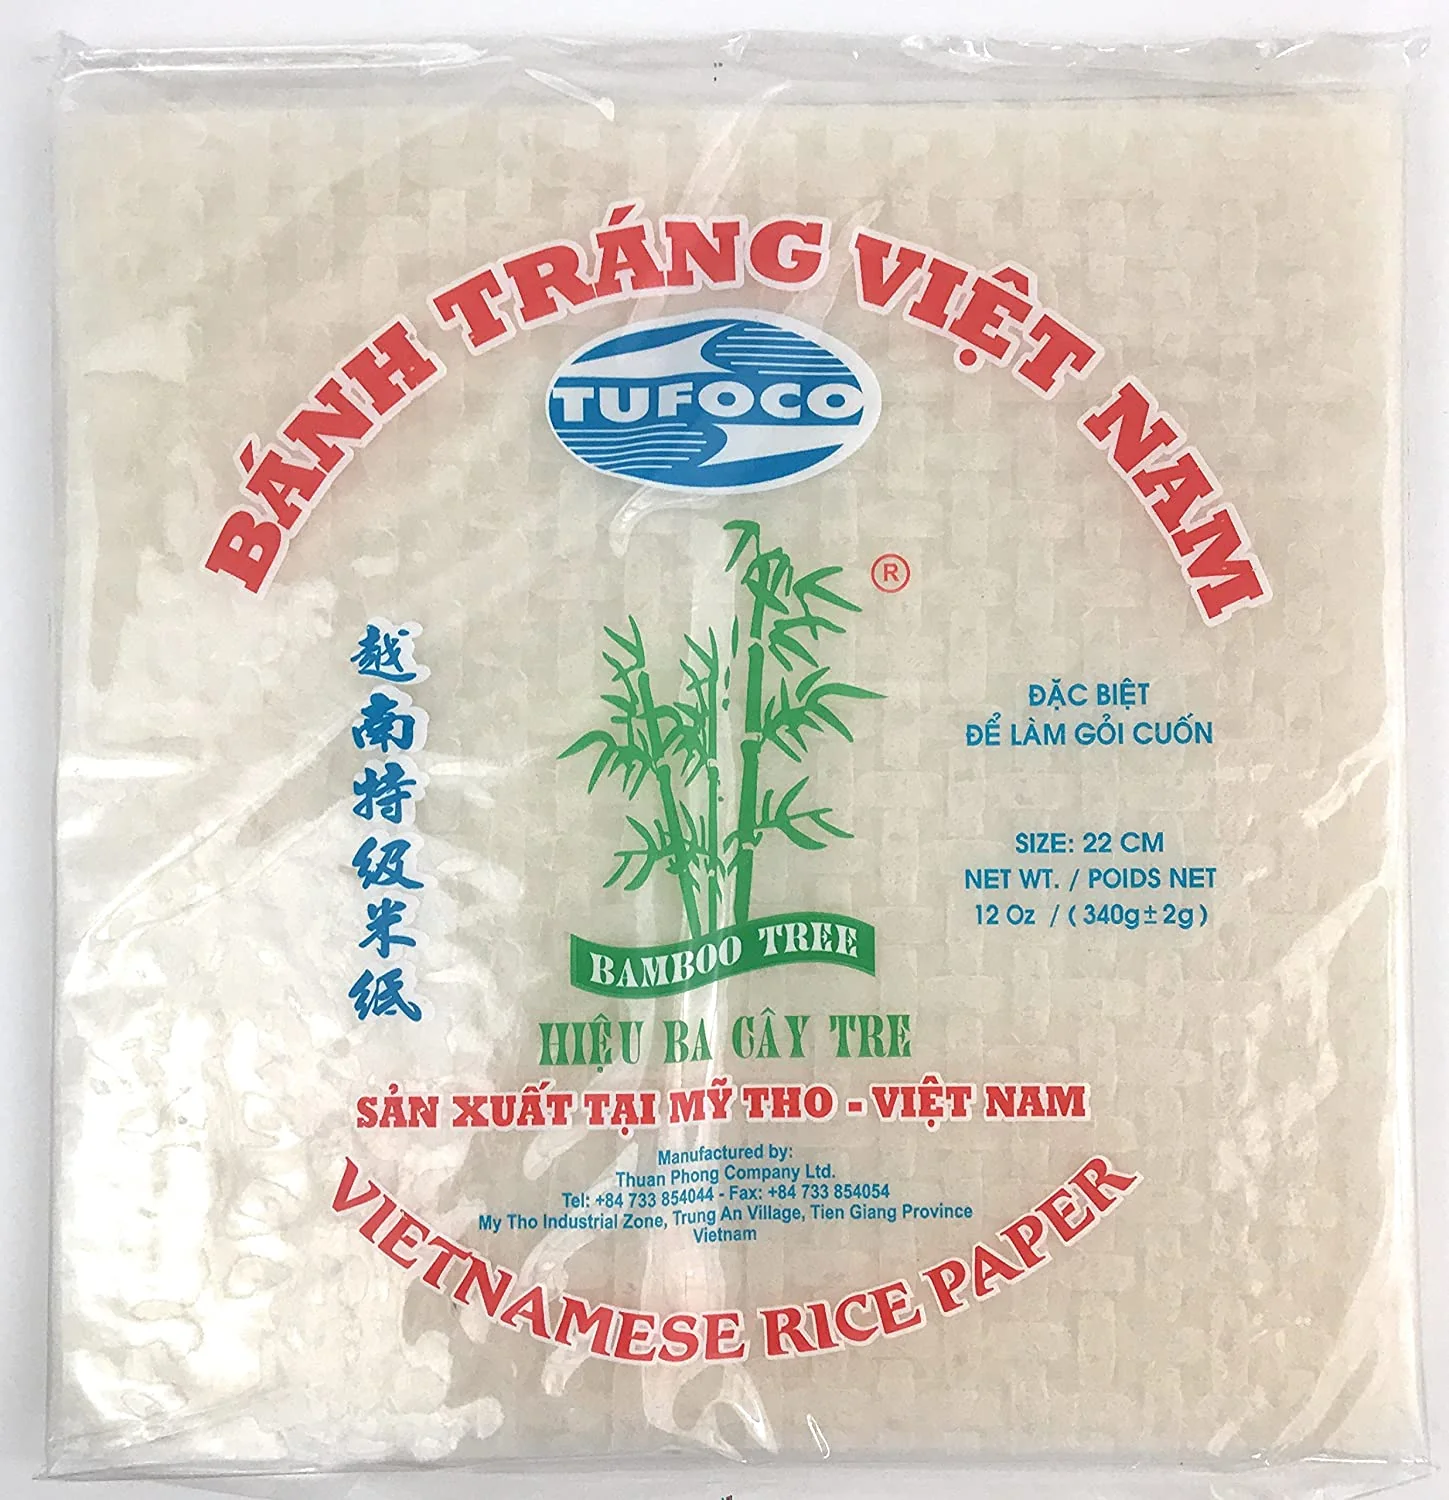 BÁNH TRÁNG VIỆT NAM
TUFOCO
®
越南特级米纸
ĐẶC BIỆT
ĐỂ LÀM GỎI CUỐN
SIZE: 22 CM
NET WT. / POIDS NET
12 Oz / ( 340g ± 2g )
BAMBOO TREE
HIỆU BA CÂY TRE
SẢN XUẤT TẠI MỸ THO - VIỆT NAM
Manufactured by:
Thuan Phong Company Ltd.
Tel: +84 733 854044 - Fax: +84 733 854054
My Tho Industrial Zone, Trung An Village, Tien Giang Province
Vietnam
VIETNAMESE RICE PAPER